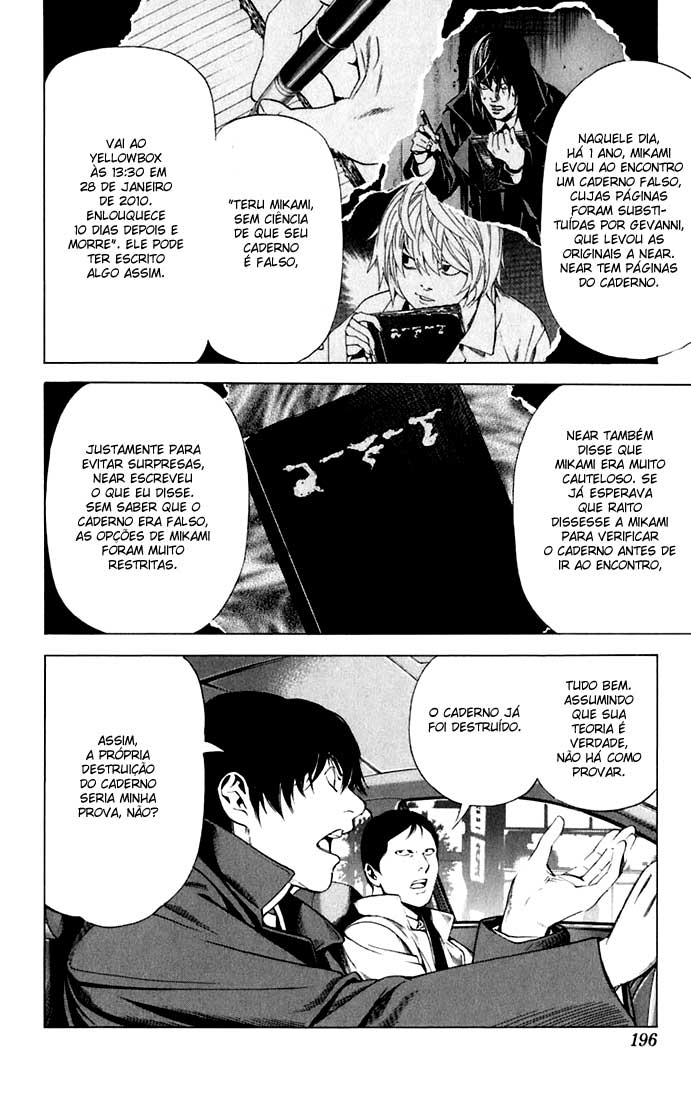 NAQUELE DIA,
HÁ 1 ANO, MIKAMI
LEVOU AO ENCONTRO
UM CADERNO FALSO,
CUJAS PÁGINAS
FORAM SUBSTI-
TUÍDAS POR GEVANNI,
QUE LEVOU AS
ORIGINAIS A NEAR.
NEAR TEM PÁGINAS
DO CADERNO.
"TERU MIKAMI,
SEM CIÊNCIA
DE QUE SEU
CADERNO
É FALSO,
VAI AO
YELLOWBOX
ÀS 13:30 EM
28 DE JANEIRO
DE 2010.
ENLOUQUECE
10 DIAS DEPOIS E
MORRE". ELE PODE
TER ESCRITO
ALGO ASSIM.
NEAR TAMBÉM
DISSE QUE
MIKAMI ERA MUITO
CAUTELOSO. SE
JÁ ESPERAVA
QUE RAITO
DISSESSE A MIKAMI
PARA VERIFICAR
O CADERNO ANTES DE
IR AO ENCONTRO,
JUSTAMENTE PARA
EVITAR SURPRESAS,
NEAR ESCREVEU
O QUE EU DISSE.
SEM SABER QUE O
CADERNO ERA FALSO,
AS OPÇÕES DE MIKAMI
FORAM MUITO
RESTRITAS.
TUDO BEM.
ASSUMINDO
QUE SUA
TEORIA É
VERDADE,
NÃO HÁ COMO
PROVAR.
O CADERNO JÁ
FOI DESTRUÍDO.
ASSIM,
A PRÓPRIA
DESTRUIÇÃO
DO CADERNO
SERIA MINHA
PROVA, NÃO?
196